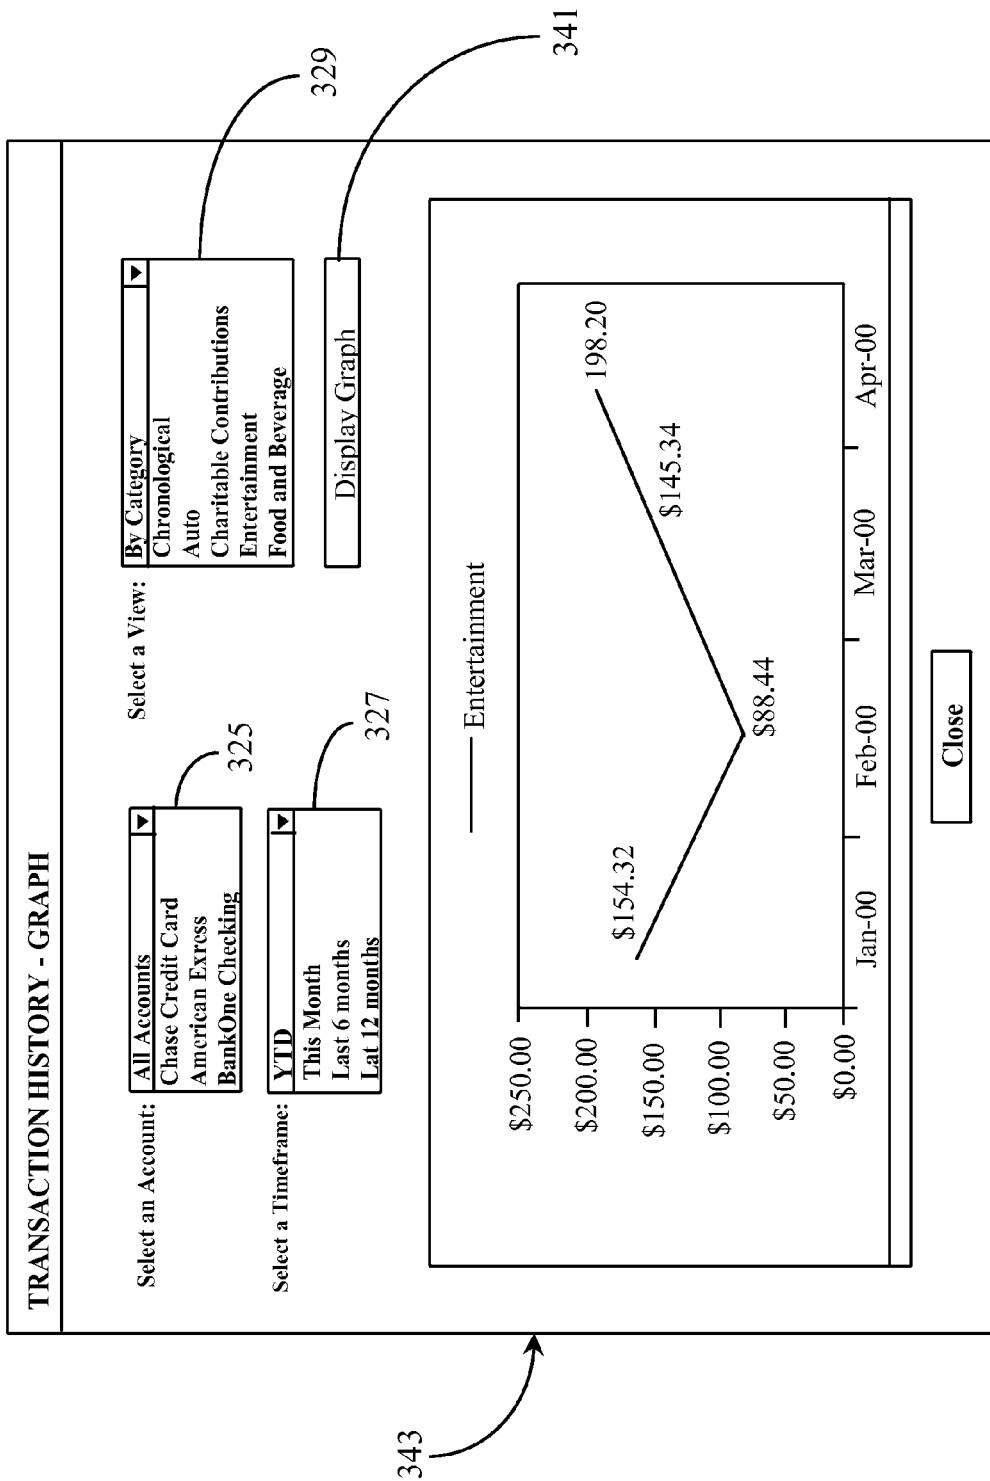 TRANSACTION HISTORY - GRAPH
Select an Account:
All Accounts
Chase Credit Card
American Exress
BankOne Checking
325
Select a Timeframe:
YTD
This Month
Last 6 months
Lat 12 months
327
Select a View:
By Category
Chronological
Auto
Charitable Contributions
Entertainment
Food and Beverage
329
Display Graph
341
343
Entertainment
$250.00
$200.00
$150.00
$100.00
$50.00
$0.00
$154.32
$88.44
$145.34
198.20
Jan-00
Feb-00
Mar-00
Apr-00
Close